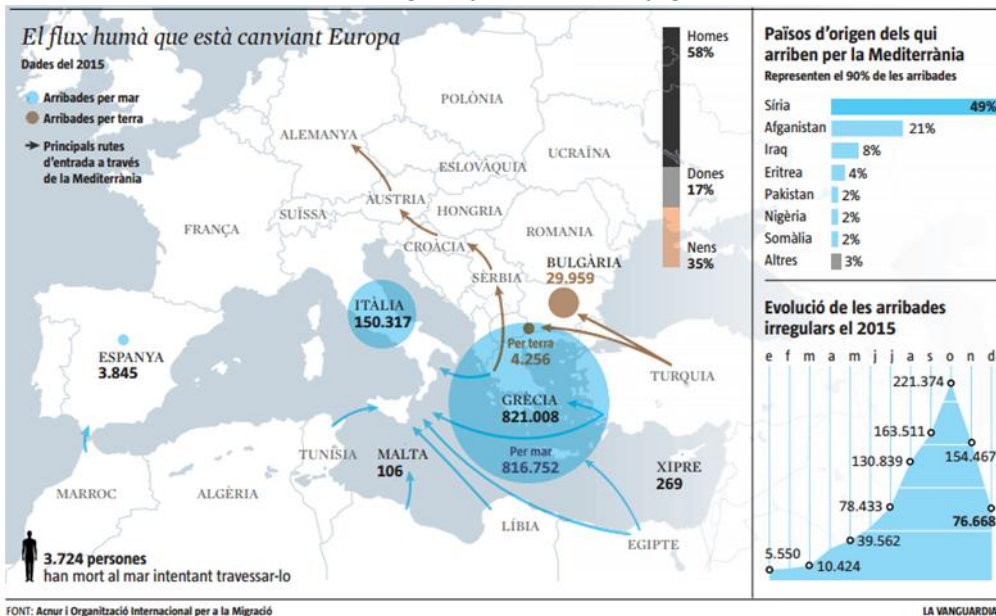 El flux humà que està canviant Europa
Dades del 2015
Arribades per mar
Arribades per terra
Principals rutes
d'entrada a través
de la Mediterrània
POLÒNIA
ALEMANYA
UCRAÏNA
ESLOVÀQUIA
ÀUSTRIA
HONGRIA
SUÏSSA
FRANÇA
CROÀCIA
ROMANIA
SÈRBIA
BULGÀRIA
29.959
ITÀLIA
150.317
ESPANYA
3.845
Per terra
4.256
TURQUIA
GRÈCIA
821.008
Per mar
816.752
TUNÍSIA
MALTA
106
XIPRE
269
MARROC
ALGÈRIA
LÍBIA
EGIPTE
3.724 persones
han mort al mar intentant travessar-lo
Homes
58%
Dones
17%
Nens
35%
Països d'origen dels qui
arriben per la Mediterrània
Representen el 90% de les arribades
Síria 49%
Afganistan 21%
Iraq 8%
Eritrea 4%
Pakistan 2%
Nigèria 2%
Somàlia 2%
Altres 3%
Evolució de les arribades
irregulars el 2015
e f m a m j j a s o n d
221.374
163.511
154.467
130.839
78.433
76.668
39.562
5.550
10.424
FONT: Acnur i Organització Internacional per a la Migració
LA VANGUARDIA